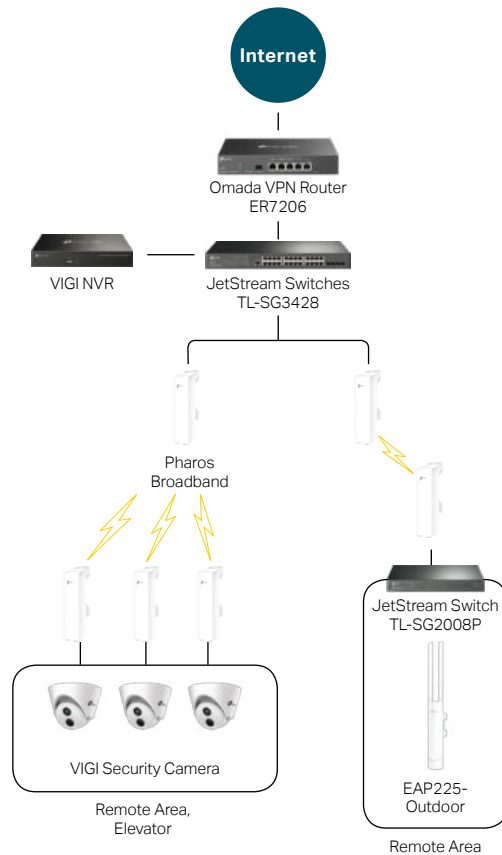 Internet
Omada VPN Router
ER7206
VIGI NVR
JetStream Switches
TL-SG3428
Pharos
Broadband
JetStream Switch
TL-SG2008P
VIGI Security Camera
EAP225-
Outdoor
Remote Area,
Elevator
Remote Area